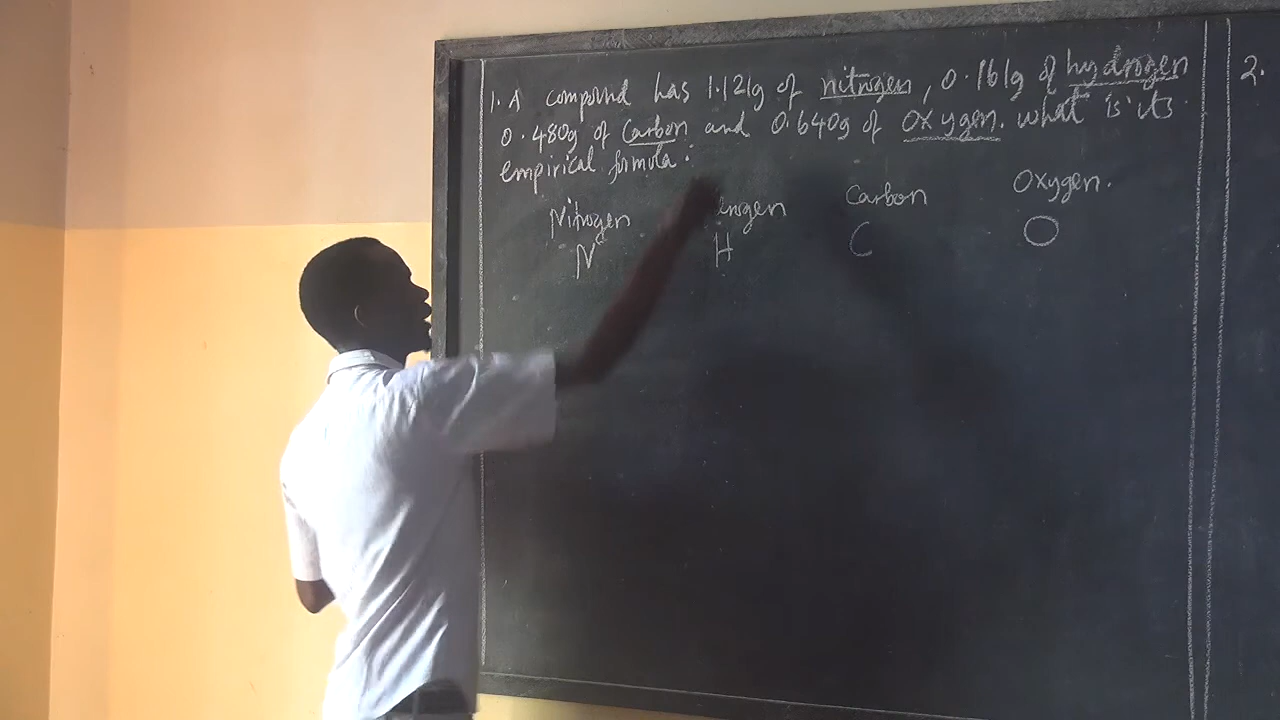 1. A compound has 1.121g of nitrogen, 0.161g of hydrogen
0.480g of Carbon and 0.640g of Oxygen. what is its
empirical formula:
Nitrogen Carbon Oxygen.
N H C O
2.